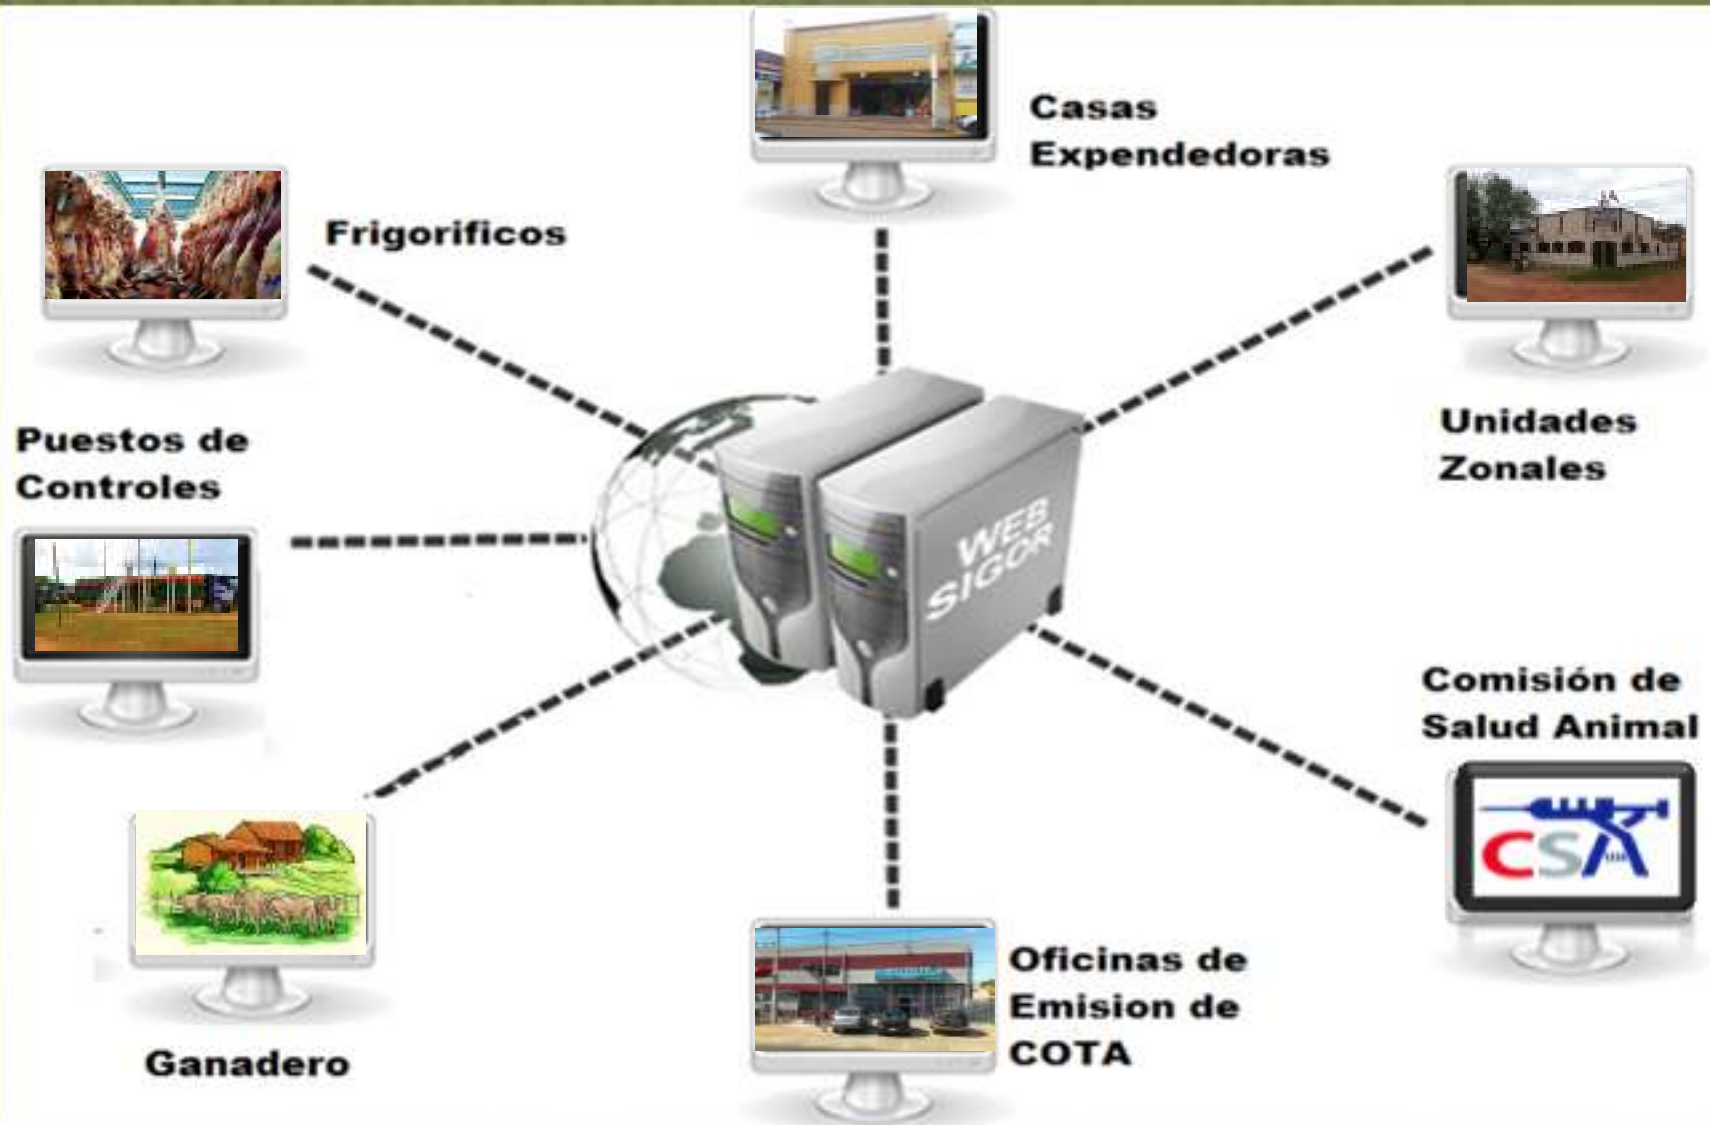 Casas
Expendedoras
Frigorificos
Unidades
Zonales
Puestos de
Controles
WEB
SIGOR
Comisión de
Salud Animal
CSA
Oficinas de
Emision de
COTA
Ganadero